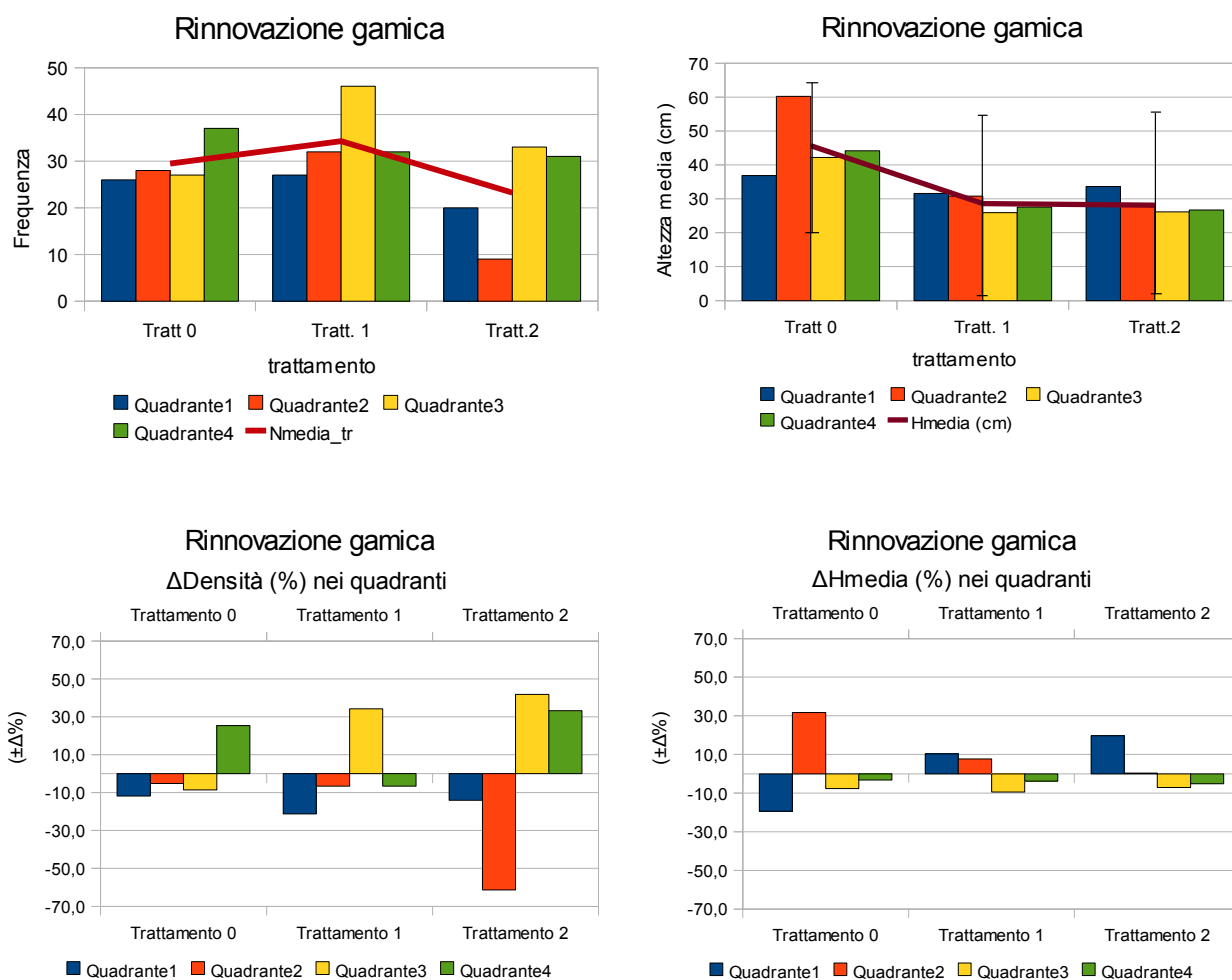 Rinnovazione gamica
Frequenza
50
40
30
20
10
0
Tratt 0
Tratt. 1
Tratt.2
trattamento
Quadrante1 Quadrante2 Quadrante3
Quadrante4 Nmedia_tr
Rinnovazione gamica
Altezza media (cm)
70
60
50
40
30
20
10
0
Tratt 0
Tratt. 1
Tratt.2
trattamento
Quadrante1 Quadrante2 Quadrante3
Quadrante4 Hmedia (cm)
Rinnovazione gamica
ΔDensità (%) nei quadranti
Trattamento 0 Trattamento 1 Trattamento 2
(±Δ%)
70,0
50,0
30,0
10,0
-10,0
-30,0
-50,0
-70,0
Trattamento 0 Trattamento 1 Trattamento 2
Quadrante1 Quadrante2 Quadrante3 Quadrante4
Rinnovazione gamica
ΔHmedia (%) nei quadranti
Trattamento 0 Trattamento 1 Trattamento 2
(±Δ%)
70,0
50,0
30,0
10,0
-10,0
-30,0
-50,0
-70,0
Trattamento 0 Trattamento 1 Trattamento 2
Quadrante1 Quadrante2 Quadrante3 Quadrante4